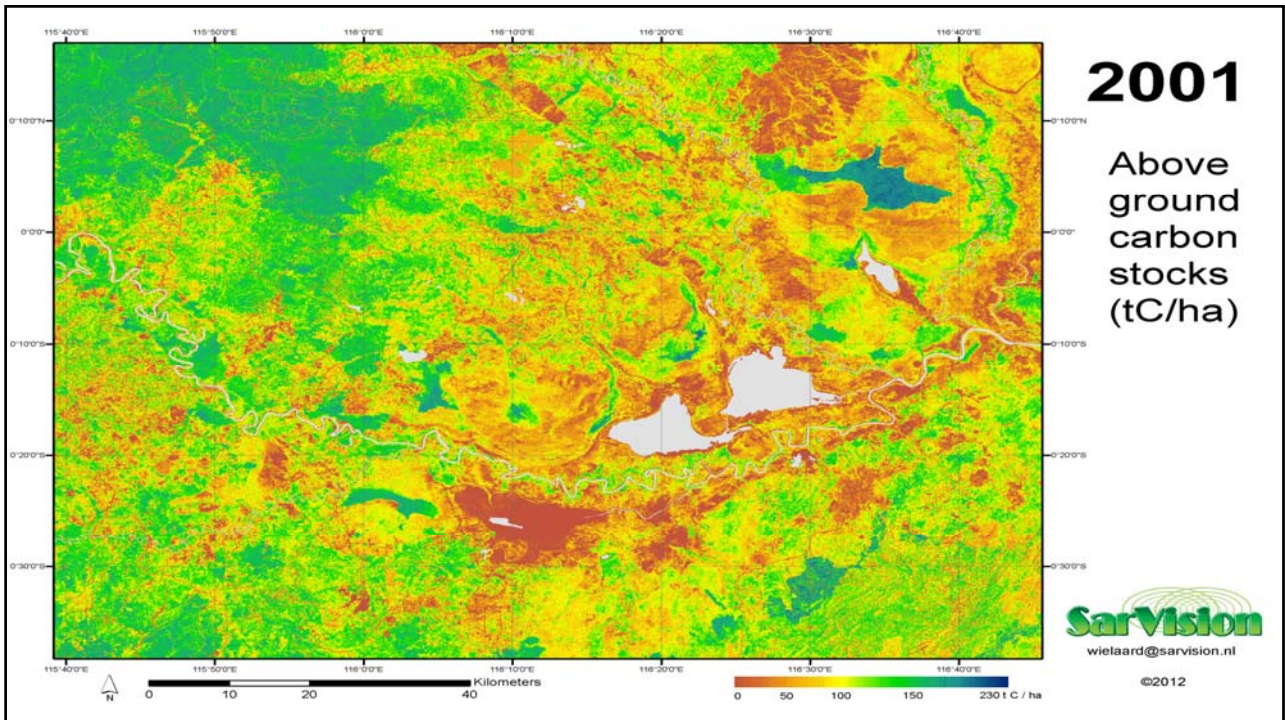 115°40'0"E 115°50'0"E 116°0'0"E 116°10'0"E 116°20'0"E 116°30'0"E 116°40'0"E
2001
Above
ground
carbon
stocks
(tC/ha)
0°10'0"N 0°10'0"N
0°0'0" 0°0'0"
0°10'0"S 0°10'0"S
0°20'0"S 0°20'0"S
0°30'0"S 0°30'0"S
115°40'0"E 115°50'0"E 116°0'0"E 116°10'0"E 116°20'0"E 116°30'0"E 116°40'0"E
SarVision
wielaard@sarvision.nl
©2012
N
Kilometers
0 10 20 40
0 50 100 150 230 t C / ha